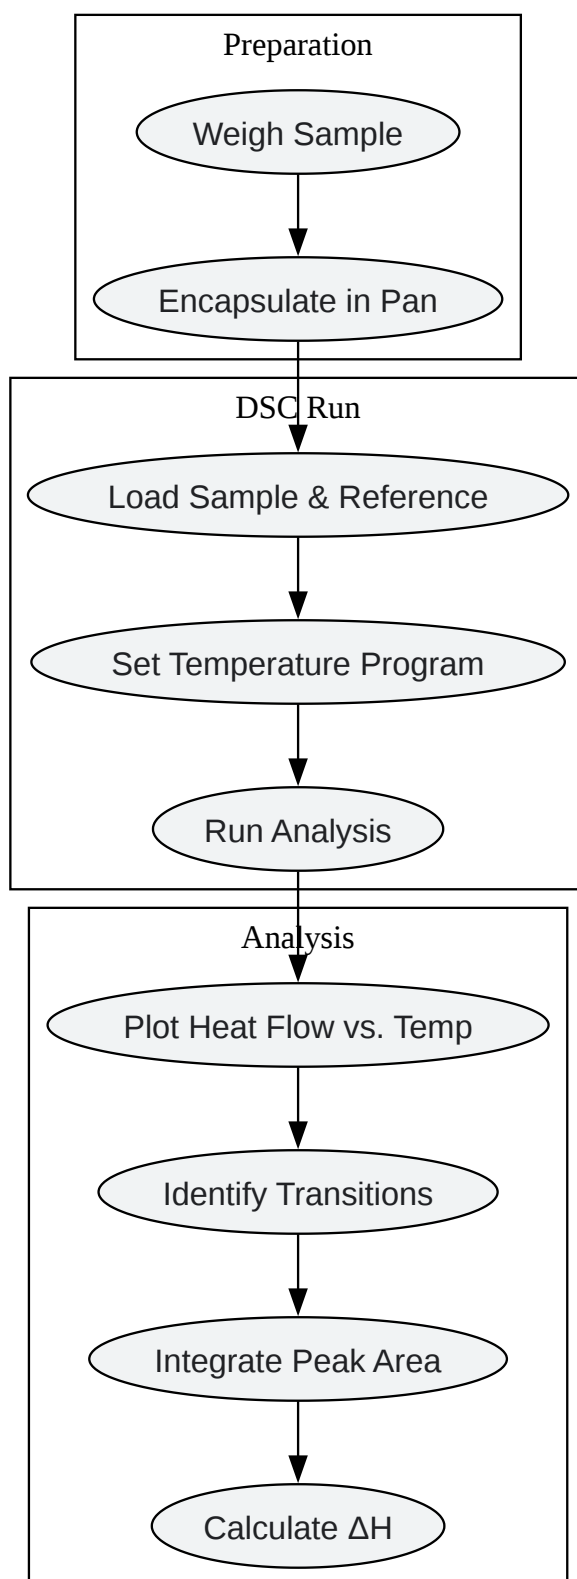 Preparation
Weigh Sample
Encapsulate in Pan
DSC Run
Load Sample & Reference
Set Temperature Program
Run Analysis
Analysis
Plot Heat Flow vs. Temp
Identify Transitions
Integrate Peak Area
Calculate ΔH